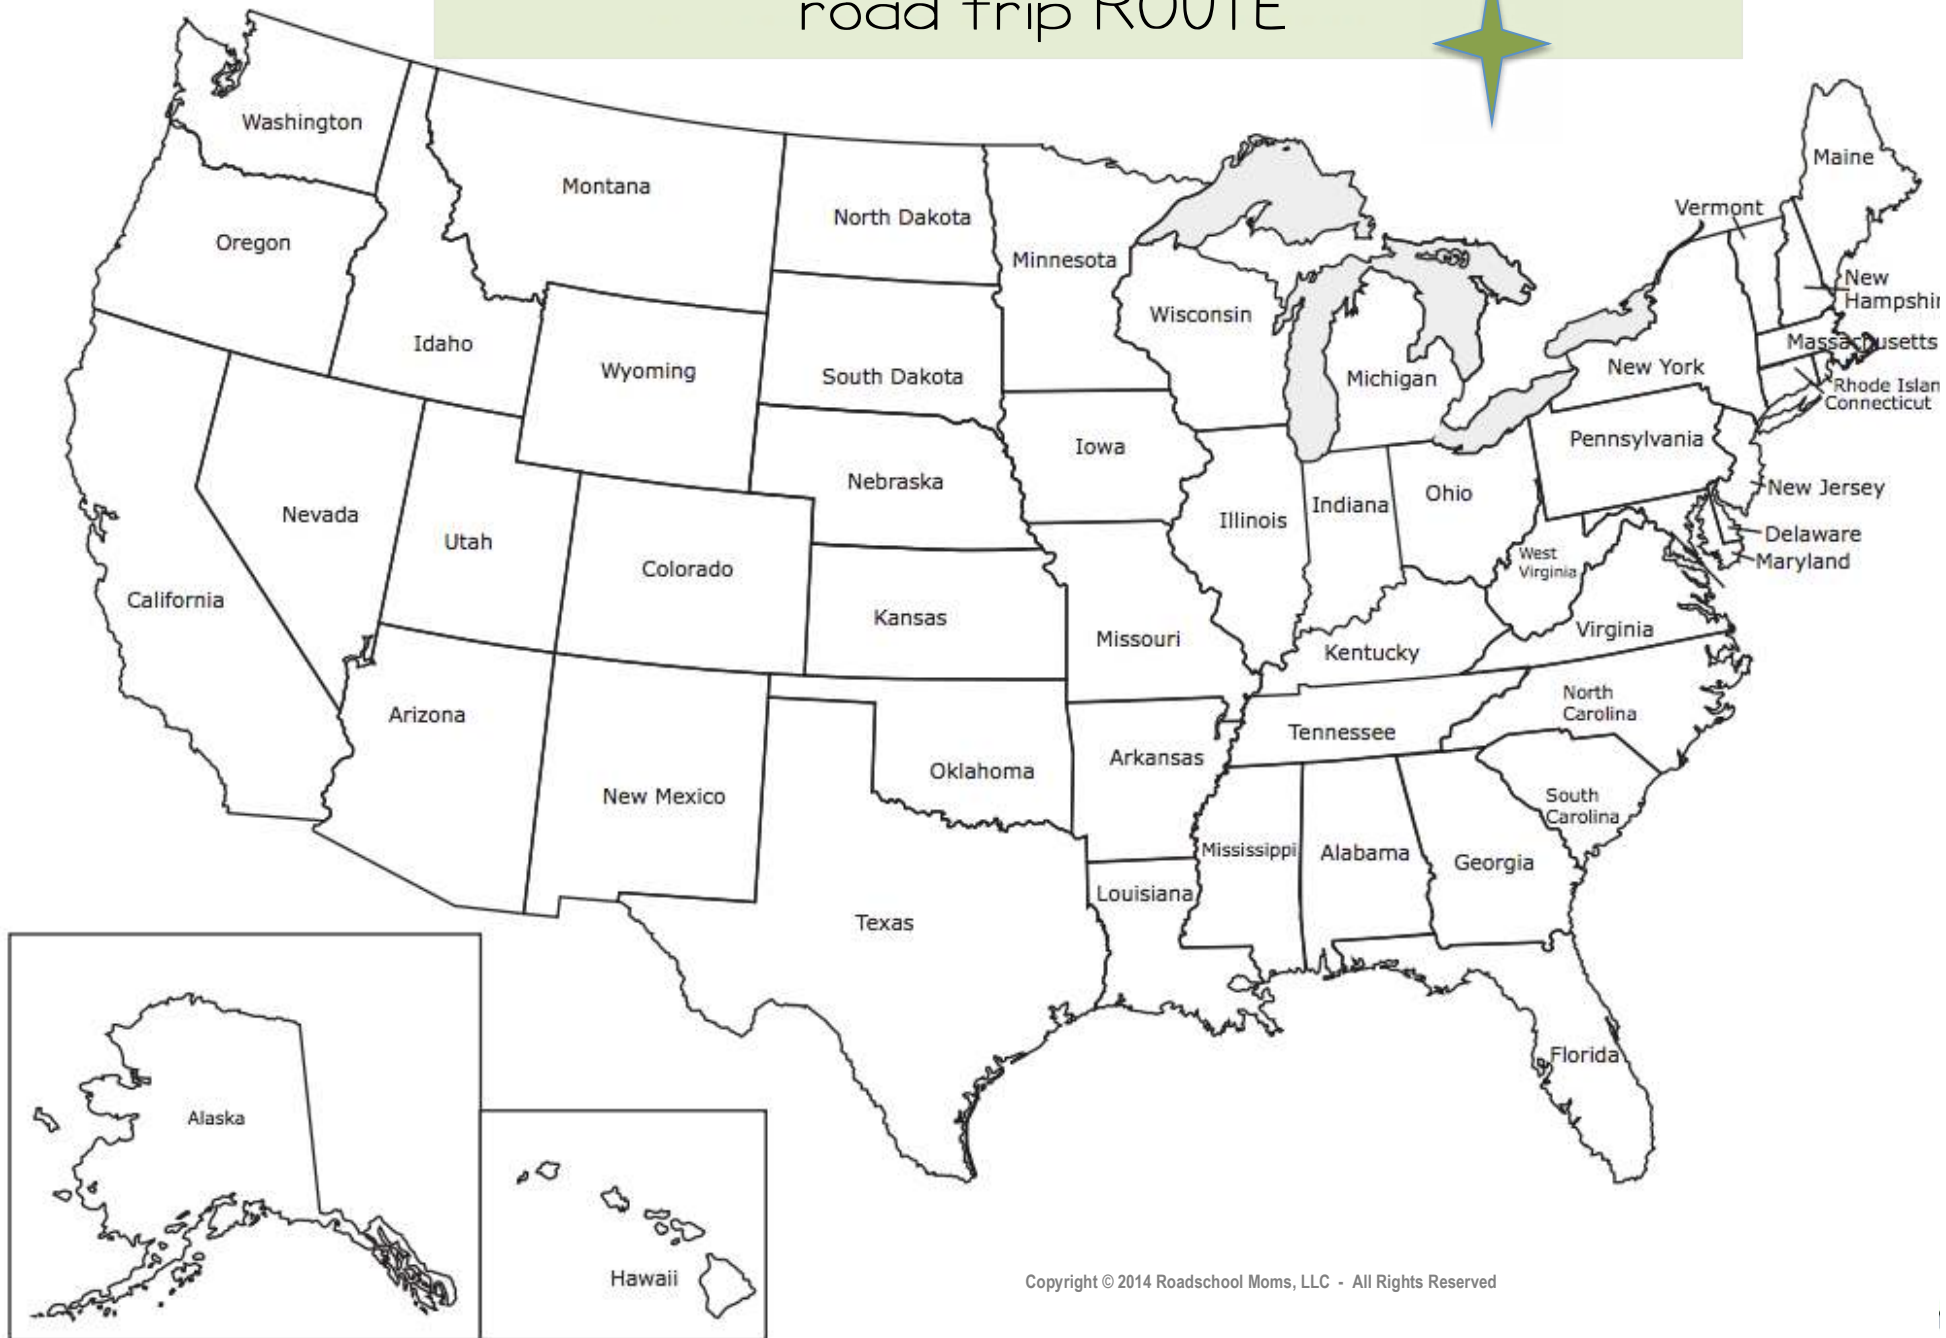 road trip ROUTE
Washington
Montana
North Dakota
Minnesota
Maine
Vermont
Oregon
Idaho
Wyoming
South Dakota
Wisconsin
Michigan
New York
New
Hampshir
Massachusetts
Rhode Islan
Connecticut
Nevada
Utah
Colorado
Nebraska
Iowa
Illinois
Indiana
Ohio
Pennsylvania
New Jersey
Delaware
Maryland
West
Virginia
California
Kansas
Missouri
Kentucky
Virginia
Arizona
New Mexico
Oklahoma
Arkansas
Tennessee
North
Carolina
South
Carolina
Texas
Louisiana
Mississippi
Alabama
Georgia
Florida
Alaska
Hawaii
Copyright © 2014 Roadschool Moms, LLC - All Rights Reserved